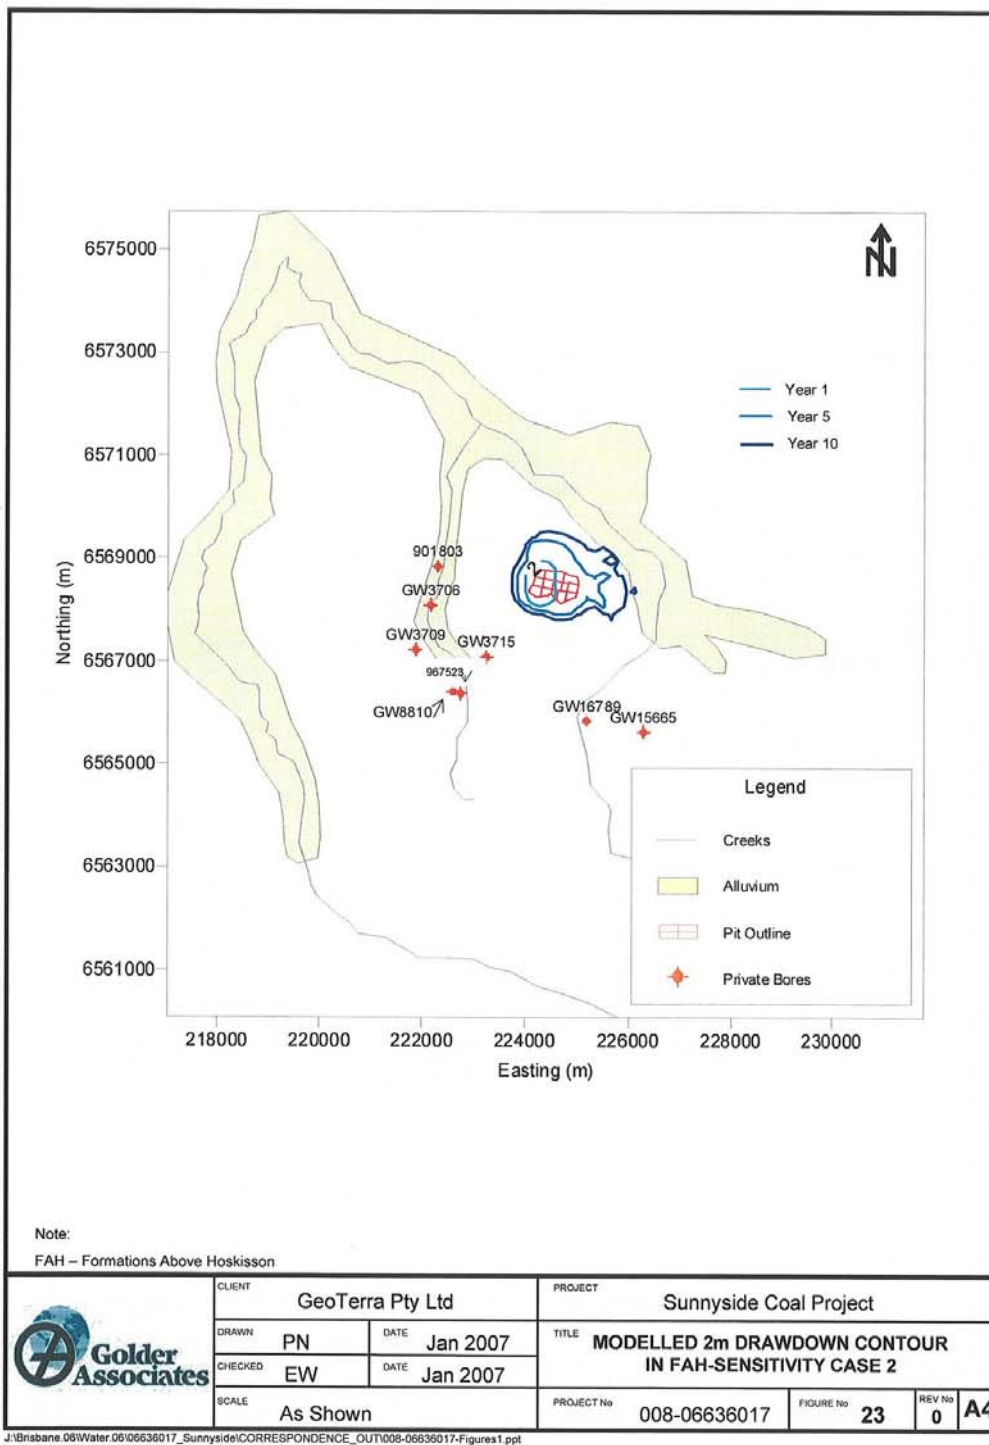 N
6575000
6573000
6571000
6569000
6567000
6565000
6563000
6561000
Northing (m)
218000 220000 222000 224000 226000 228000 230000
Easting (m)
Year 1
Year 5
Year 10
2
901803
GW3706
GW3709
GW3715
967523
GW8810
GW16789
GW15665
Legend
Creeks
Alluvium
Pit Outline
Private Bores
Note:
FAH – Formations Above Hoskisson
Golder
Associates
CLIENT
GeoTerra Pty Ltd
PROJECT
Sunnyside Coal Project
DRAWN PN DATE Jan 2007
CHECKED EW DATE Jan 2007
TITLE MODELLED 2m DRAWDOWN CONTOUR
IN FAH-SENSITIVITY CASE 2
SCALE As Shown
PROJECT No 008-06636017
FIGURE No 23
REV No 0
A4
J:\Brisbane.06\Water.06\06636017_Sunnyside\CORRESPONDENCE_OUT\008-06636017-Figures1.ppt